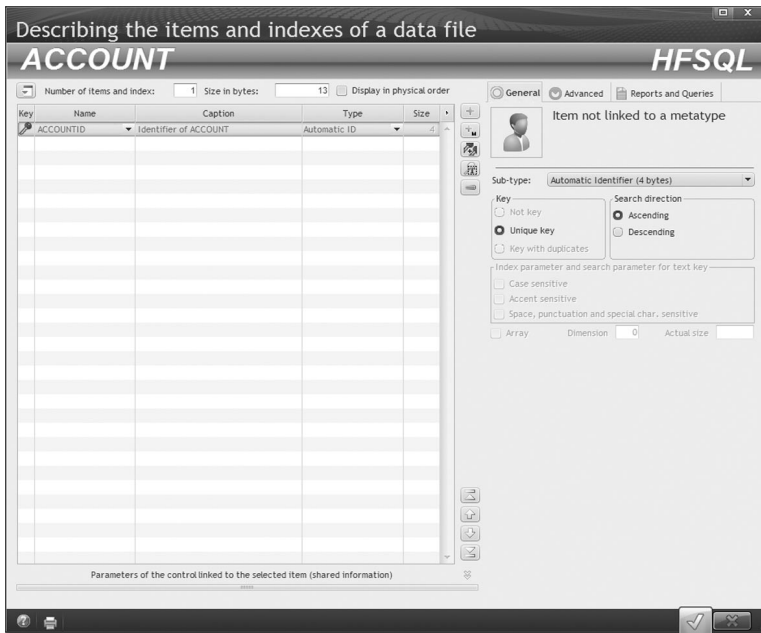 Describing the items and indexes of a data file
ACCOUNT HFSQL
Number of items and index: 1 Size in bytes: 13 Display in physical order
Key Name Caption Type Size
ACCOUNTID Identifier of ACCOUNT Automatic ID 4
General Advanced Reports and Queries
Item not linked to a metatype
Sub-type: Automatic Identifier (4 bytes)
Key
Not key
Unique key
Key with duplicates
Search direction
Ascending
Descending
Index parameter and search parameter for text key
Case sensitive
Accent sensitive
Space, punctuation and special char. sensitive
Array Dimension 0 Actual size
Parameters of the control linked to the selected item (shared information)